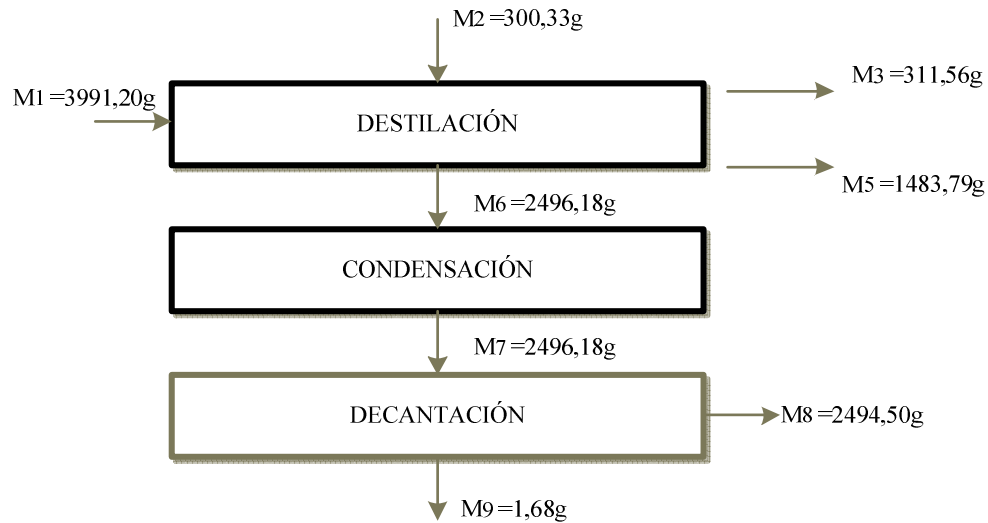 M2 =300,33g
M3 =311,56g
M1 =3991,20g
DESTILACIÓN
M5 =1483,79g
M6 =2496,18g
CONDENSACIÓN
M7 =2496,18g
DECANTACIÓN
M8 =2494,50g
M9 =1,68g